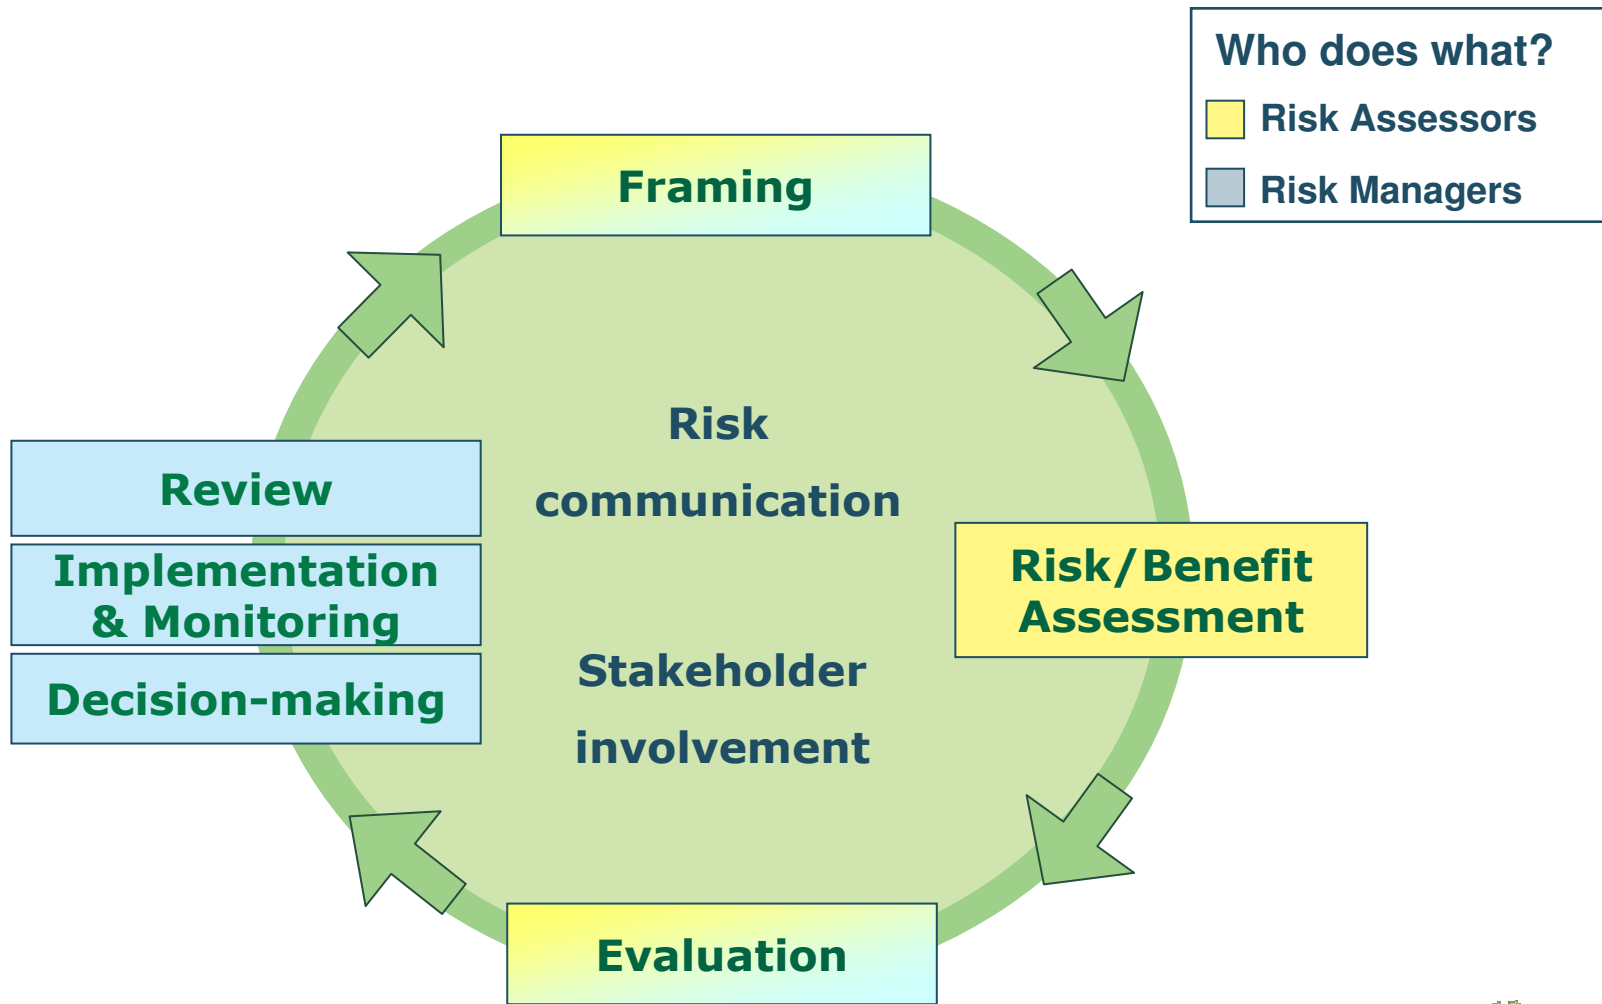 Who does what?
Risk Assessors
Risk Managers
Framing
Risk
communication
Review
Implementation
& Monitoring
Decision-making
Risk/Benefit
Assessment
Stakeholder
involvement
Evaluation